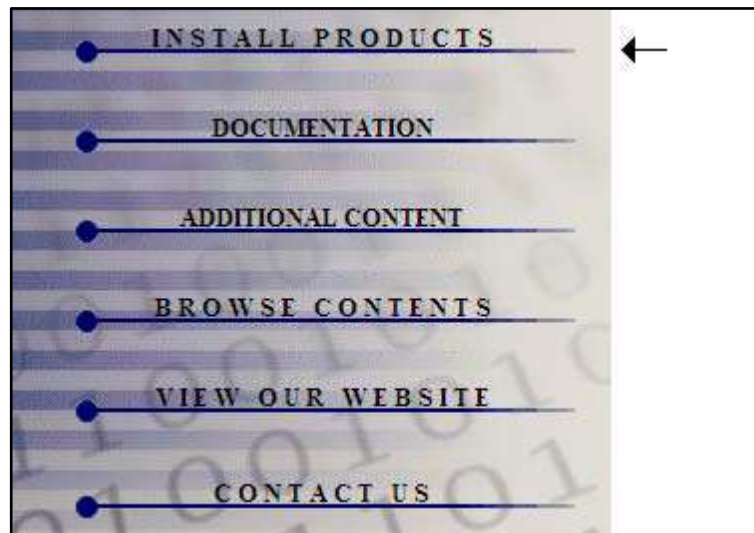 INSTALL PRODUCTS
DOCUMENTATION
ADDITIONAL CONTENT
BROWSE CONTENTS
VIEW OUR WEBSITE
CONTACT US